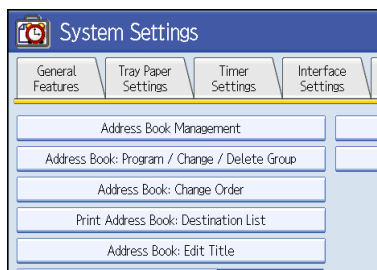 System Settings
General Features
Tray Paper Settings
Timer Settings
Interface Settings
Address Book Management
Address Book: Program / Change / Delete Group
Address Book: Change Order
Print Address Book: Destination List
Address Book: Edit Title